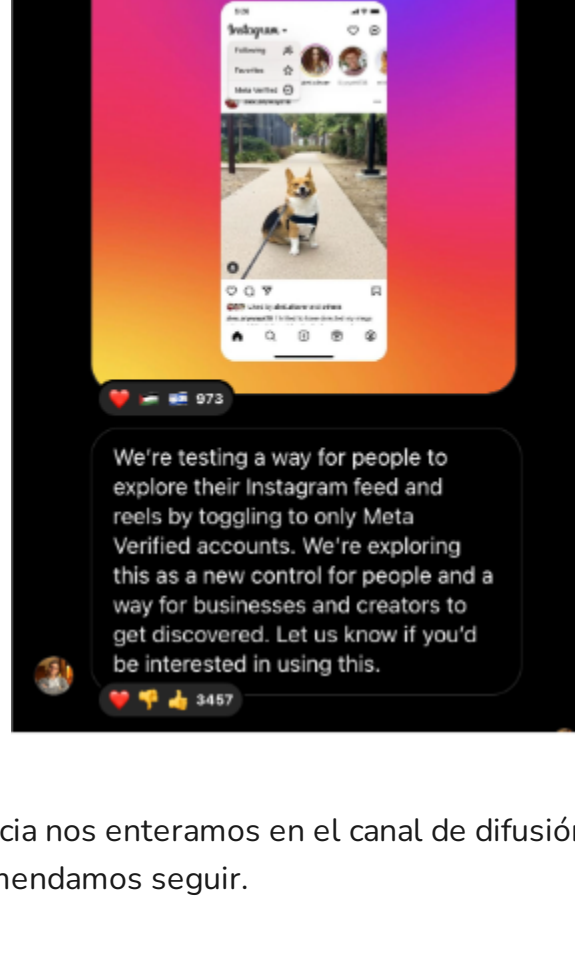 Instagram
Following
Favorites
Meta Verified
973
We're testing a way for people to
explore their Instagram feed and
reels by toggling to only Meta
Verified accounts. We're exploring
this as a new control for people and a
way for businesses and creators to
get discovered. Let us know if you'd
be interested in using this.
3457
cia nos enteramos en el canal de difusión
mendamos seguir.